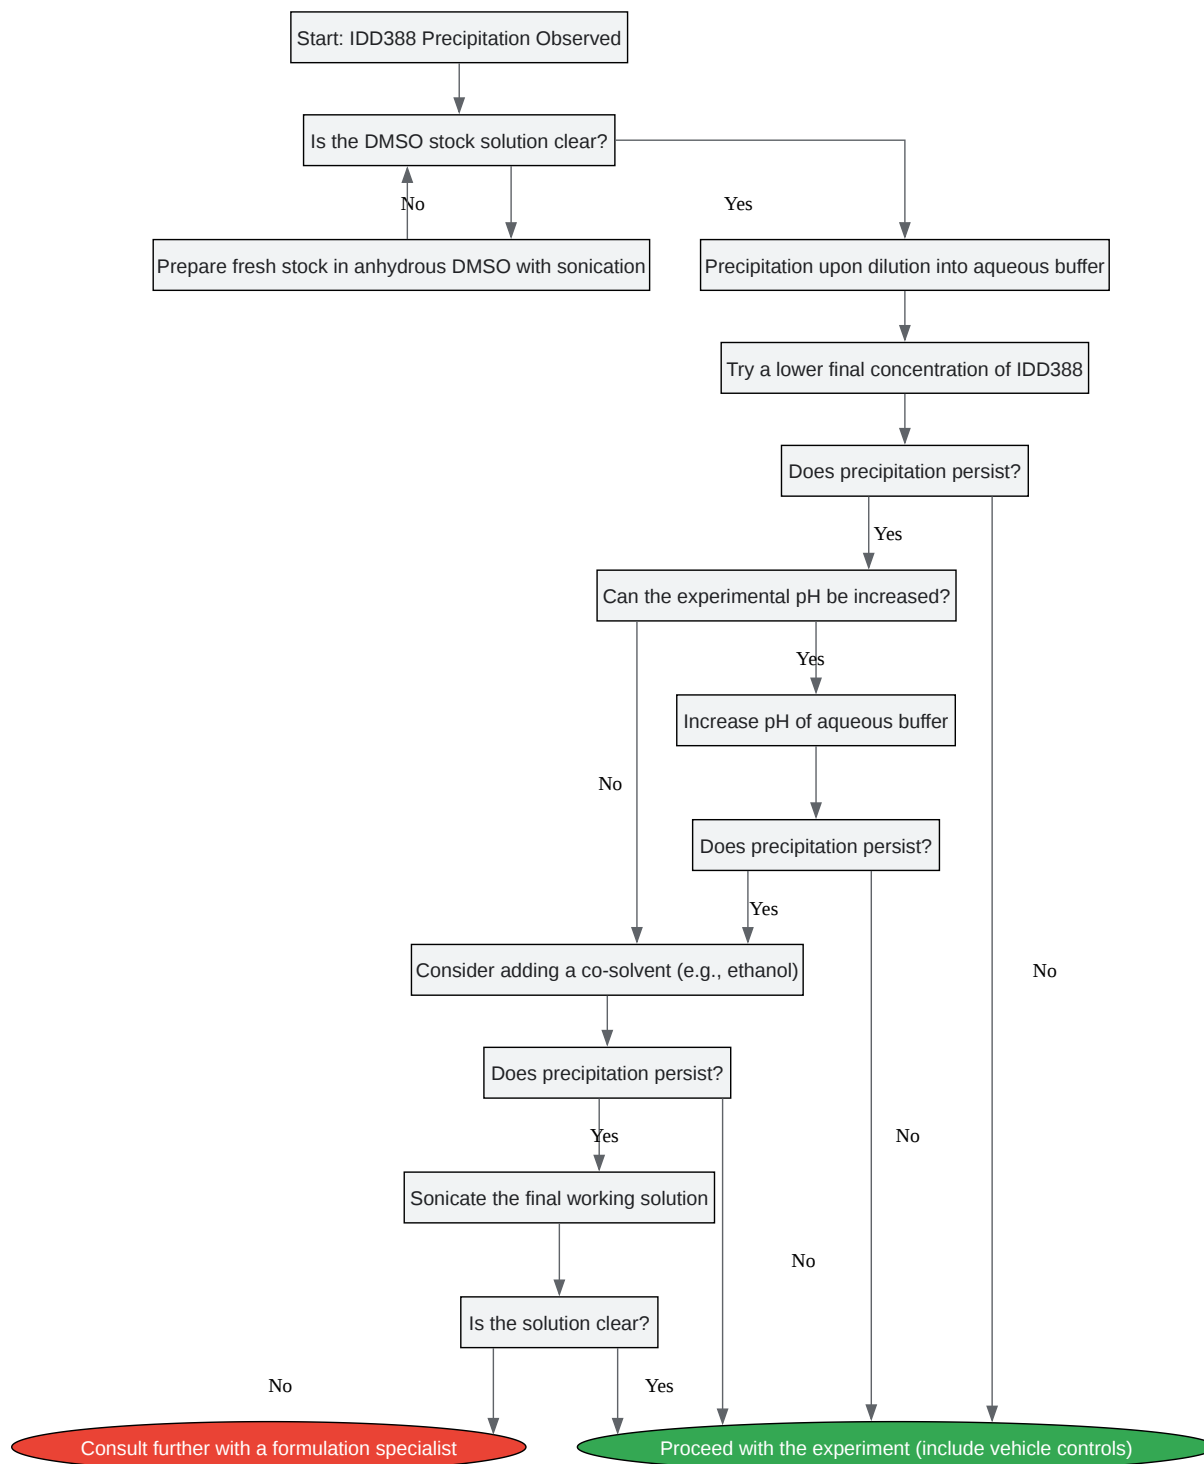 Start: IDD388 Precipitation Observed
Is the DMSO stock solution clear?
No
Yes
Prepare fresh stock in anhydrous DMSO with sonication
Precipitation upon dilution into aqueous buffer
Try a lower final concentration of IDD388
Does precipitation persist?
Yes
Can the experimental pH be increased?
Yes
Increase pH of aqueous buffer
No
Does precipitation persist?
Yes
Consider adding a co-solvent (e.g., ethanol)
No
Does precipitation persist?
Yes
No
Sonicate the final working solution
No
Is the solution clear?
No
Yes
Consult further with a formulation specialist
Proceed with the experiment (include vehicle controls)